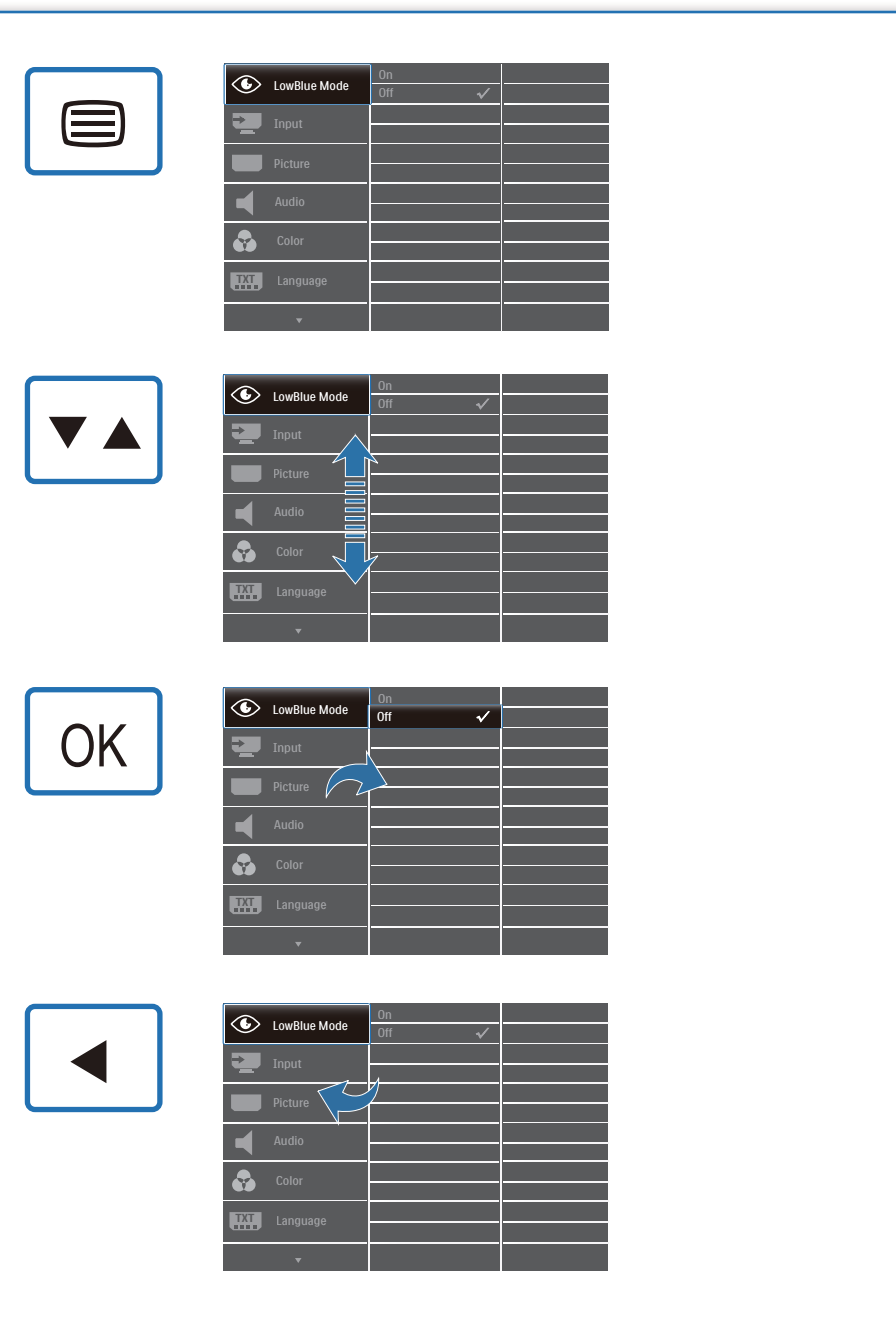 LowBlue Mode
On
Off
Input
Picture
Audio
Color
TXT
Language
LowBlue Mode
On
Off
Input
Picture
Audio
Color
TXT
Language
OK
LowBlue Mode
On
Off
Input
Picture
Audio
Color
TXT
Language
LowBlue Mode
On
Off
Input
Picture
Audio
Color
TXT
Language